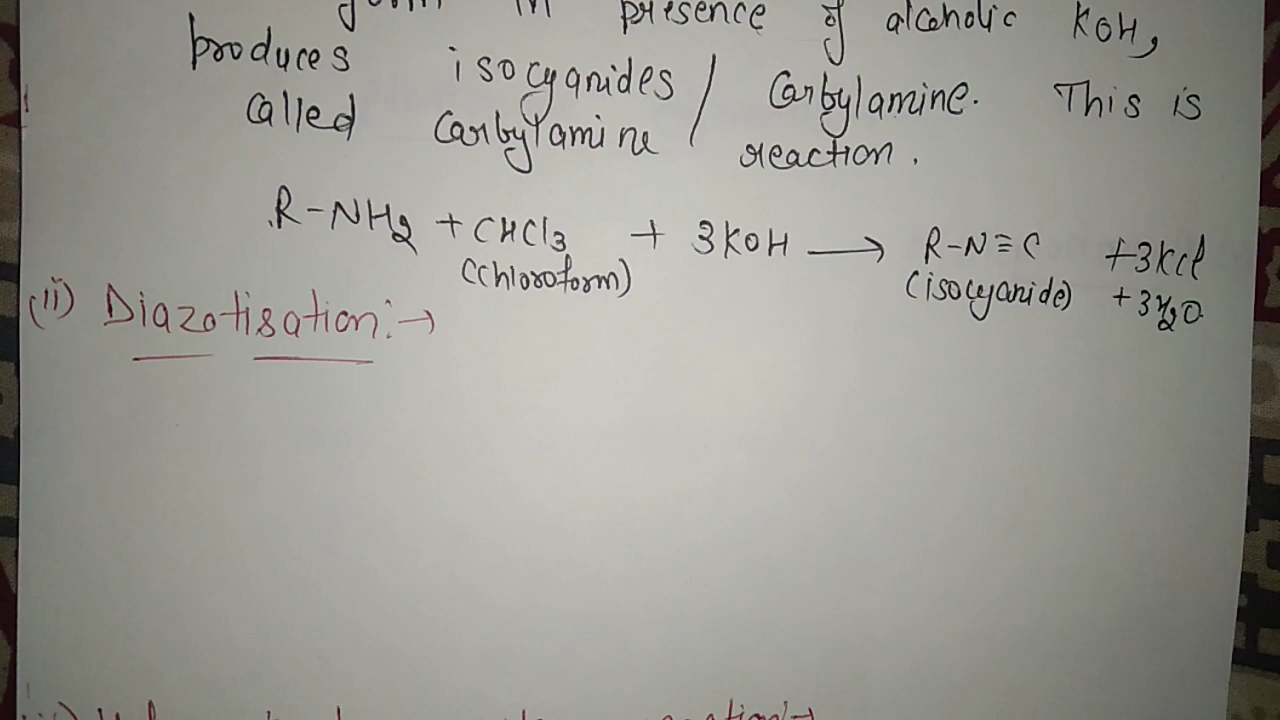 in presence of alcoholic KOH,
produces isocyanides / Carbylamine. This is
called Carbylamine / reaction.
R-NH2 + CHCl3 + 3KOH ⟶ R-N≡C +3KCl
(Chloroform) (isocyanide) +3H2O
(ii) Diazotisation:→